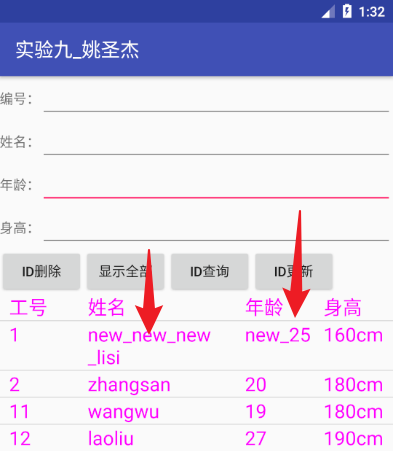 1:32
实验九_姚圣杰
编号：
姓名：
年龄：
身高：
ID删除 显示全部 ID查询 ID更新
工号 姓名 年龄 身高
1 new_new_new new_25 160cm
_lisi
2 zhangsan 20 180cm
11 wangwu 19 180cm
12 laoliu 27 190cm